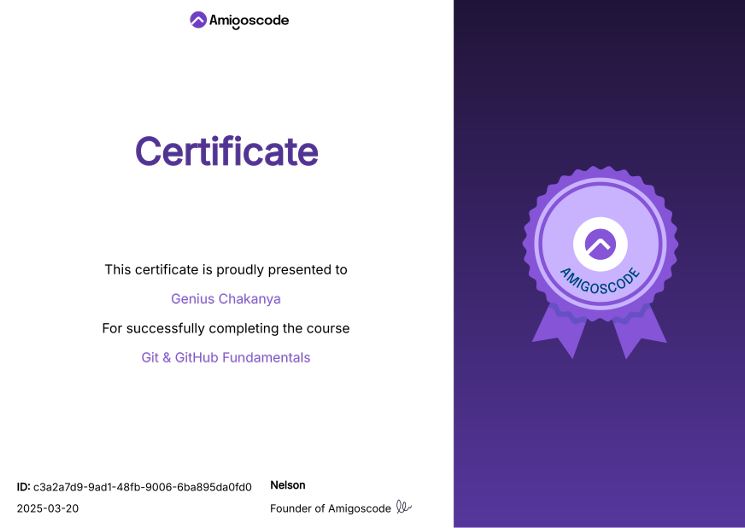 Amigoscode
Certificate
This certificate is proudly presented to
Genius Chakanya
For successfully completing the course
Git & GitHub Fundamentals
ID: c3a2a7d9-9ad1-48fb-9006-6ba895da0fd0
2025-03-20
Nelson
Founder of Amigoscode
AMIGOSCODE